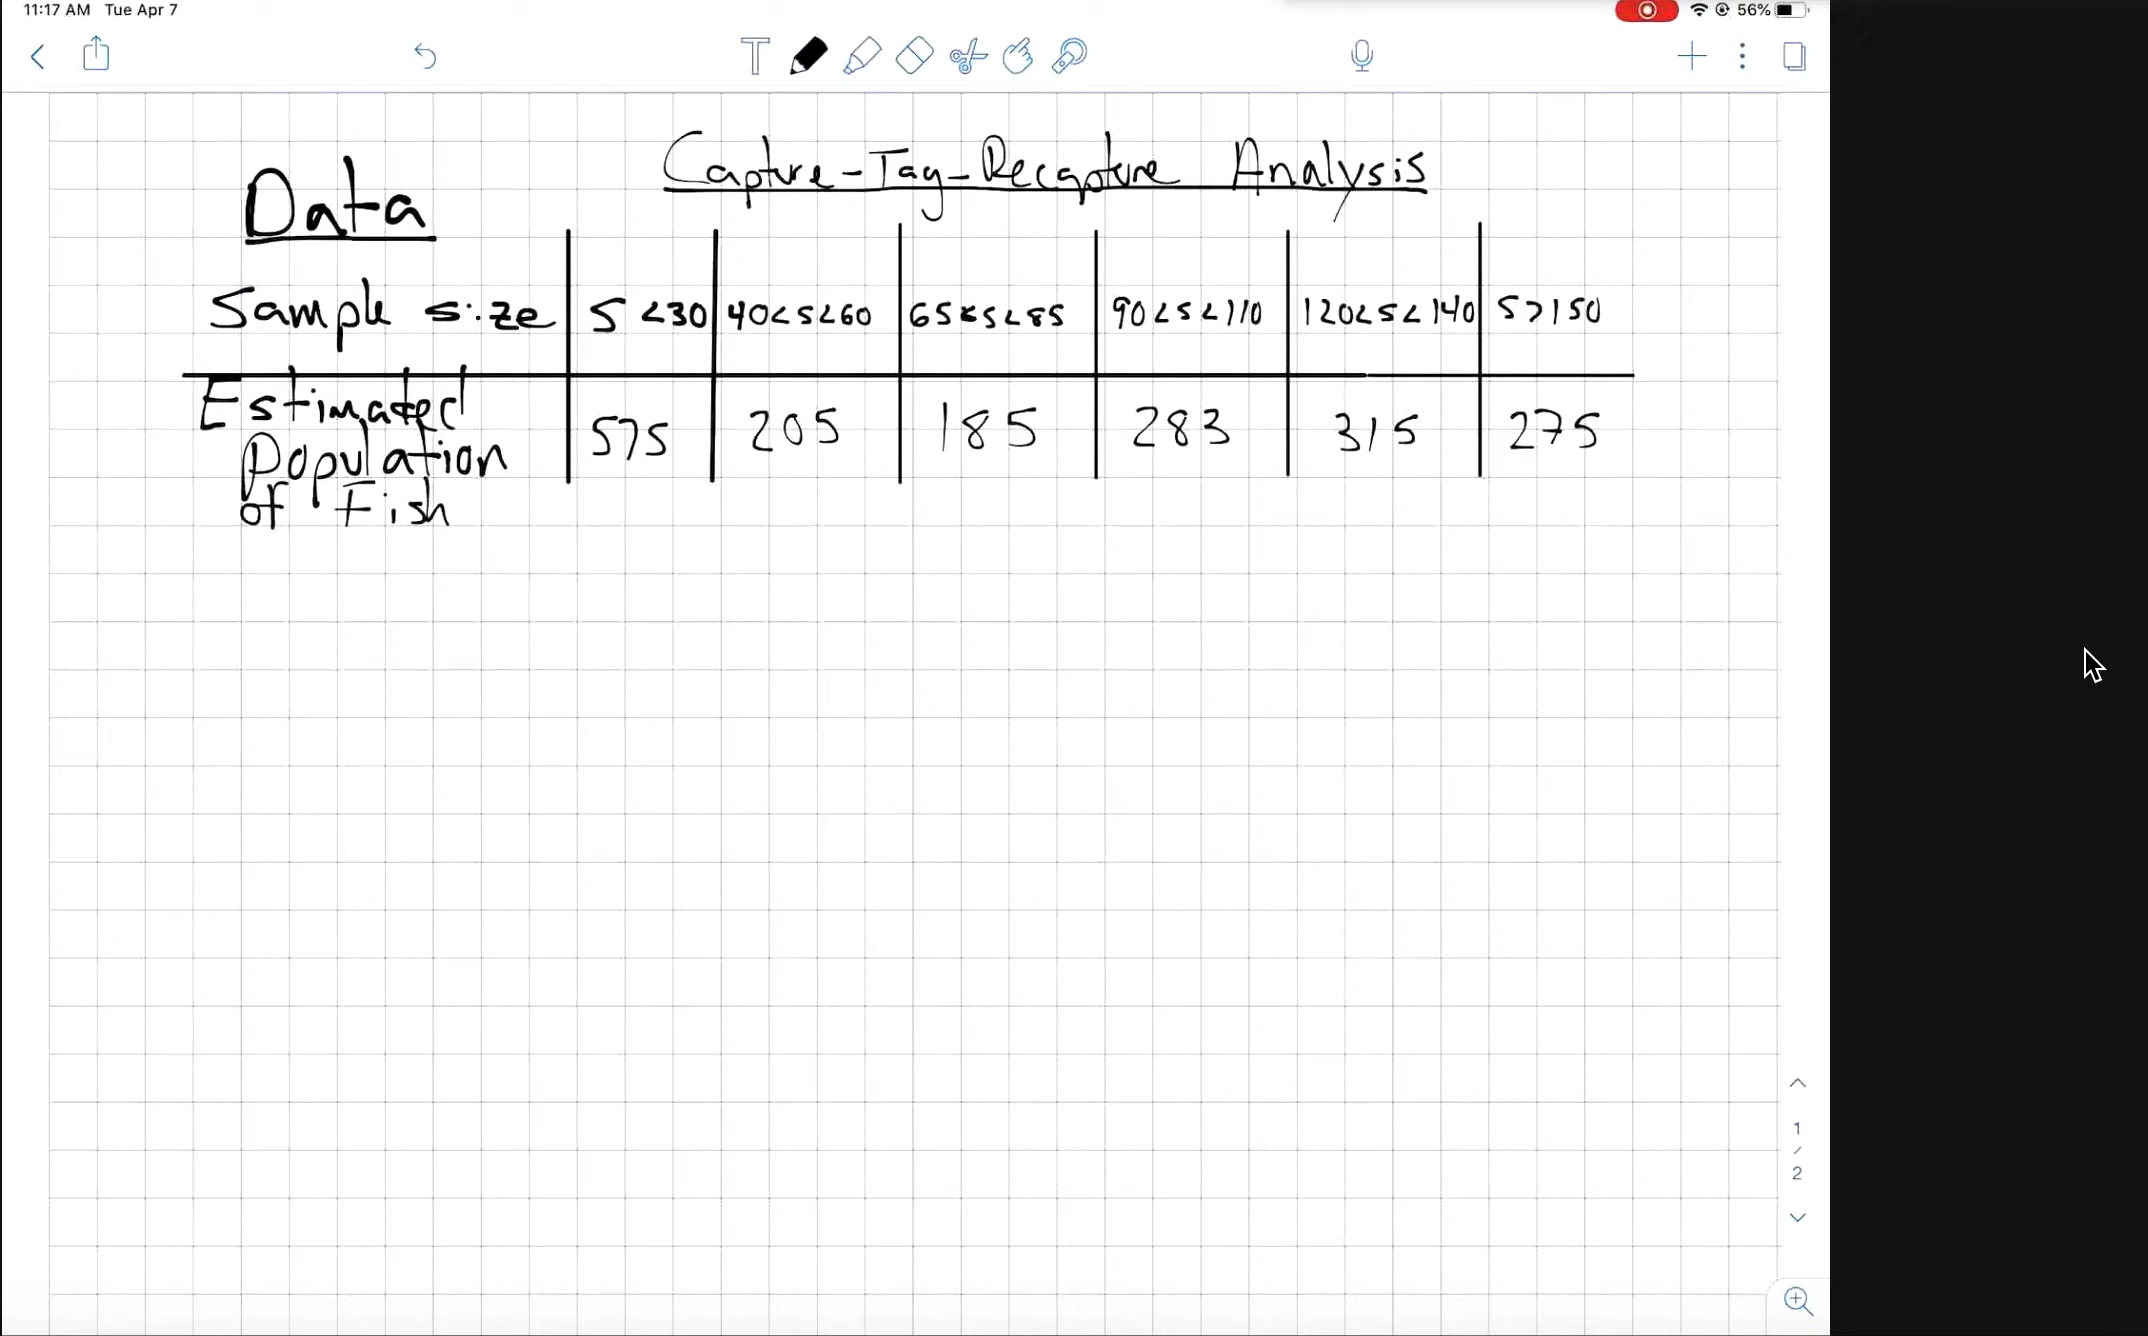 11:17 AM Tue Apr 7
56%
T
Capture-Tag-Recapture Analysis
Data
Sample size S<30 40<S<60 65<S<85 90<S<110 120<S<140 S>150
Estimated
Population
of Fish
575 205 185 283 315 275
1
/
2